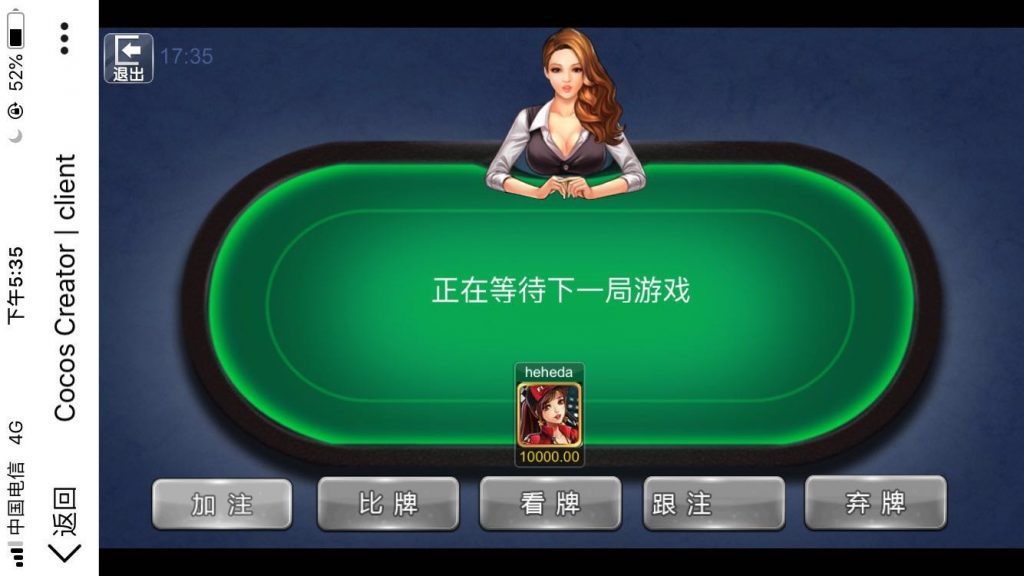 中国电信 4G
下午5:35
52%
返回
Cocos Creator | client
退出
17:35
正在等待下一局游戏
heheda
10000.00
加注
比牌
看牌
跟注
弃牌